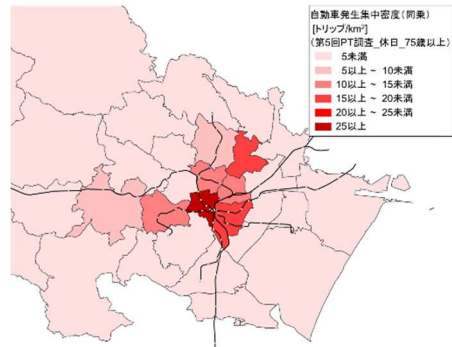 自動車発生集中密度(同乗)
[トリップ/km²]
(第5回PT調査_休日_75歳以上)
5未満
5以上 ~ 10未満
10以上 ~ 15未満
15以上 ~ 20未満
20以上 ~ 25未満
25以上